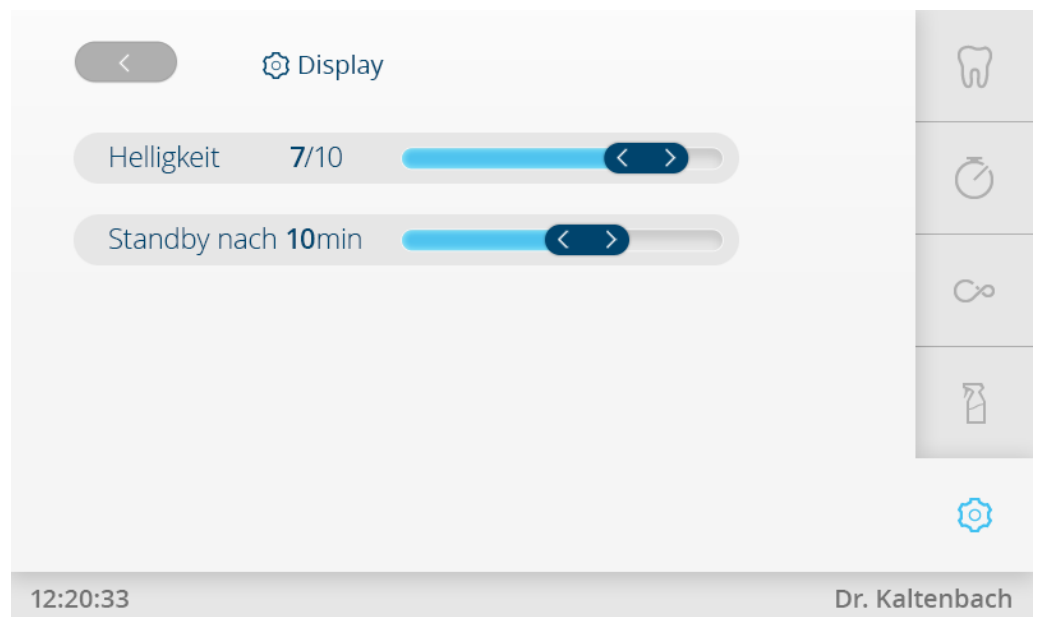 Display
Helligkeit 7/10
Standby nach 10min
12:20:33 Dr. Kaltenbach